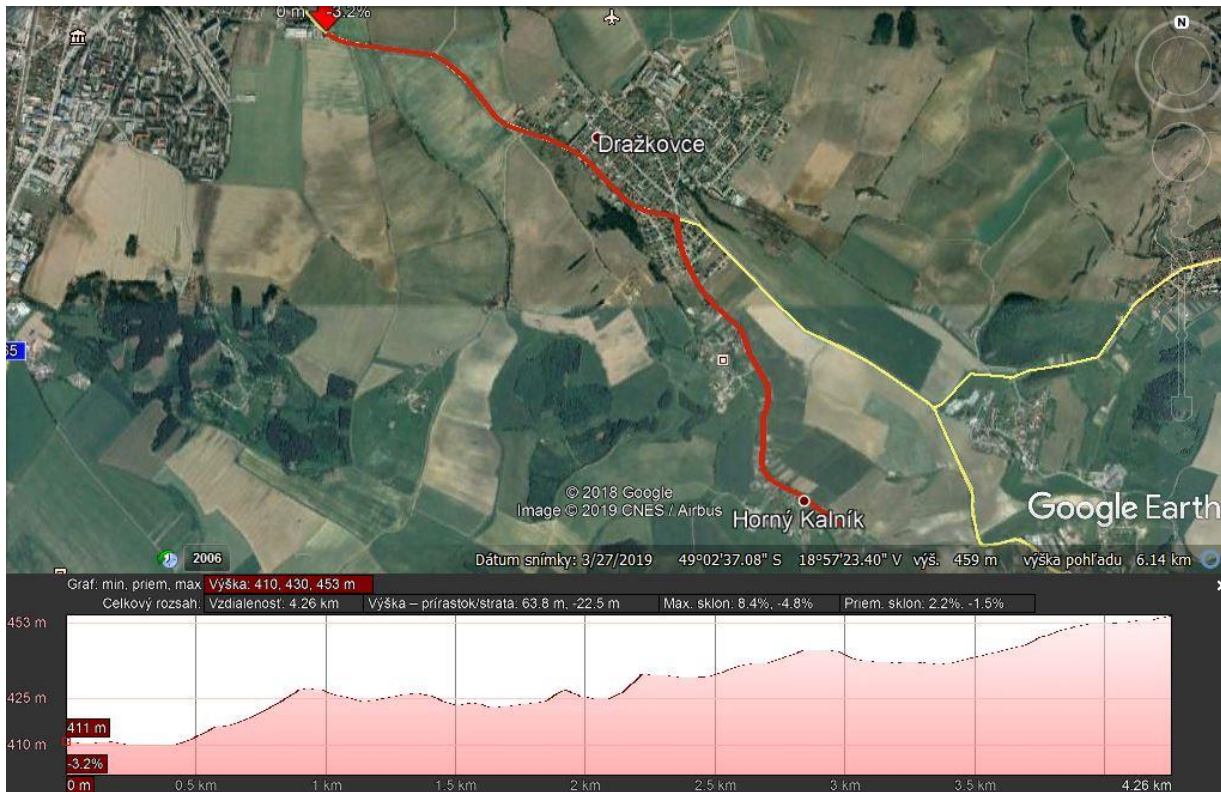 0 m -3.2%
N
Dražkovce
65
© 2018 Google
Image © 2019 CNES / Airbus
Horný Kalník
Google Earth
2006
Dátum snímky: 3/27/2019 49°02'37.08" S 18°57'23.40" V výš. 459 m výška pohľadu 6.14 km
Graf: min, priem, max Výška: 410, 430, 453 m
Celkový rozsah: Vzdialenosť: 4.26 km Výška – prírastok/strata: 63.8 m, -22.5 m Max. sklon: 8.4%, -4.8% Priem. sklon: 2.2%, -1.5%
453 m
425 m
411 m
410 m
-3.2%
0 m 0.5 km 1 km 1.5 km 2 km 2.5 km 3 km 3.5 km 4.26 km